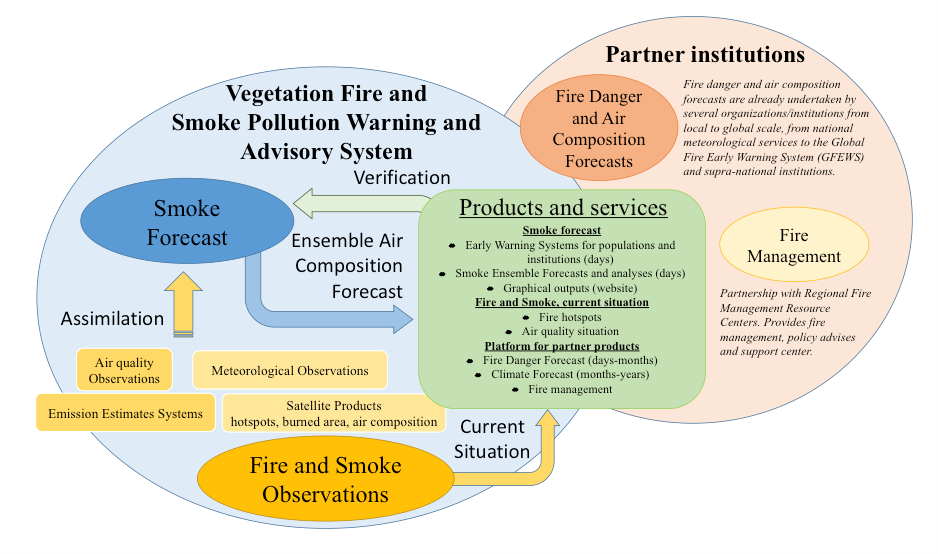 Partner institutions
Vegetation Fire and
Smoke Pollution Warning and
Advisory System
Fire Danger
and Air
Composition
Forecasts
Fire danger and air composition
forecasts are already undertaken by
several organizations/institutions from
local to global scale, from national
meteorological services to the Global
Fire Early Warning System (GFEWS)
and supra-national institutions.
Verification
Smoke
Forecast
Ensemble Air
Composition
Forecast
Products and services
Smoke forecast
Early Warning Systems for populations and
institutions (days)
Smoke Ensemble Forecasts and analyses (days)
Graphical outputs (website)
Fire and Smoke, current situation
Fire hotspots
Air quality situation
Platform for partner products
Fire Danger Forecast (days-months)
Climate Forecast (months-years)
Fire management
Fire
Management
Partnership with Regional Fire
Management Resource
Centers. Provides fire
management, policy advises
and support center.
Assimilation
Air quality
Observations
Meteorological Observations
Emission Estimates Systems
Satellite Products
hotspots, burned area, air composition
Current
Situation
Fire and Smoke
Observations